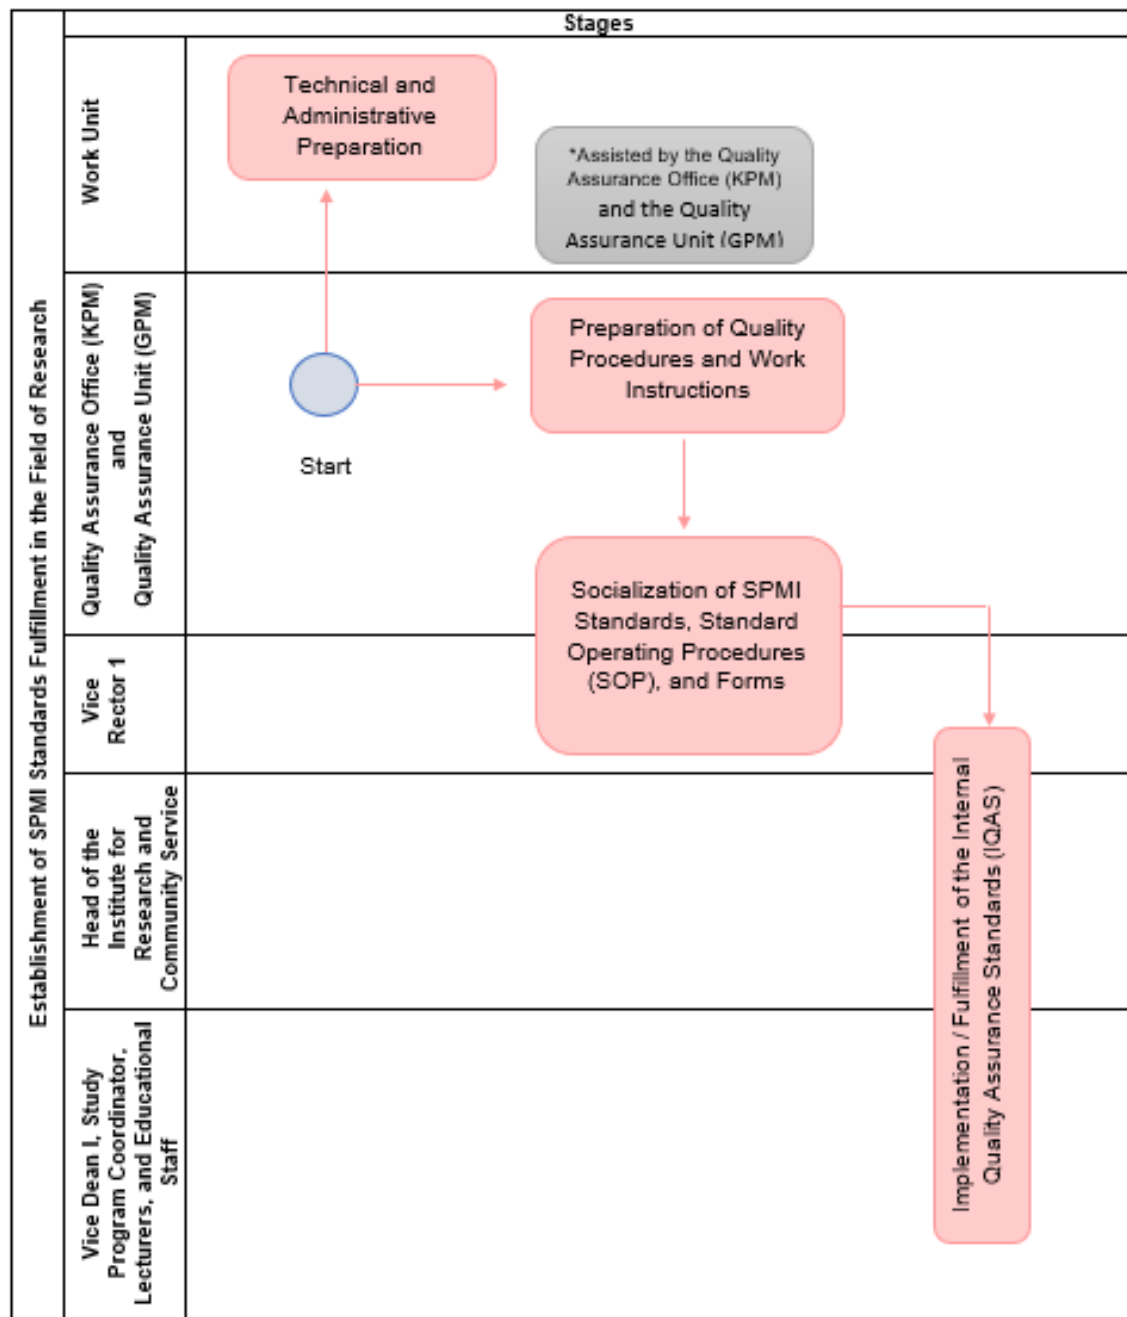 Stages
Establishment of SPMI Standards Fulfillment in the Field of Research
Work Unit
Technical and
Administrative
Preparation
*Assisted by the Quality
Assurance Office (KPM)
and the Quality
Assurance Unit (GPM)
Quality Assurance Office (KPM)
and
Quality Assurance Unit (GPM)
Start
Preparation of Quality
Procedures and Work
Instructions
Socialization of SPMI
Standards, Standard
Operating Procedures
(SOP), and Forms
Vice
Rector 1
Head of the
Institute for
Research and
Community Service
Implementation / Fulfillment of the Internal
Quality Assurance Standards (IQAS)
Vice Dean I, Study
Program Coordinator,
Lecturers, and Educational
Staff